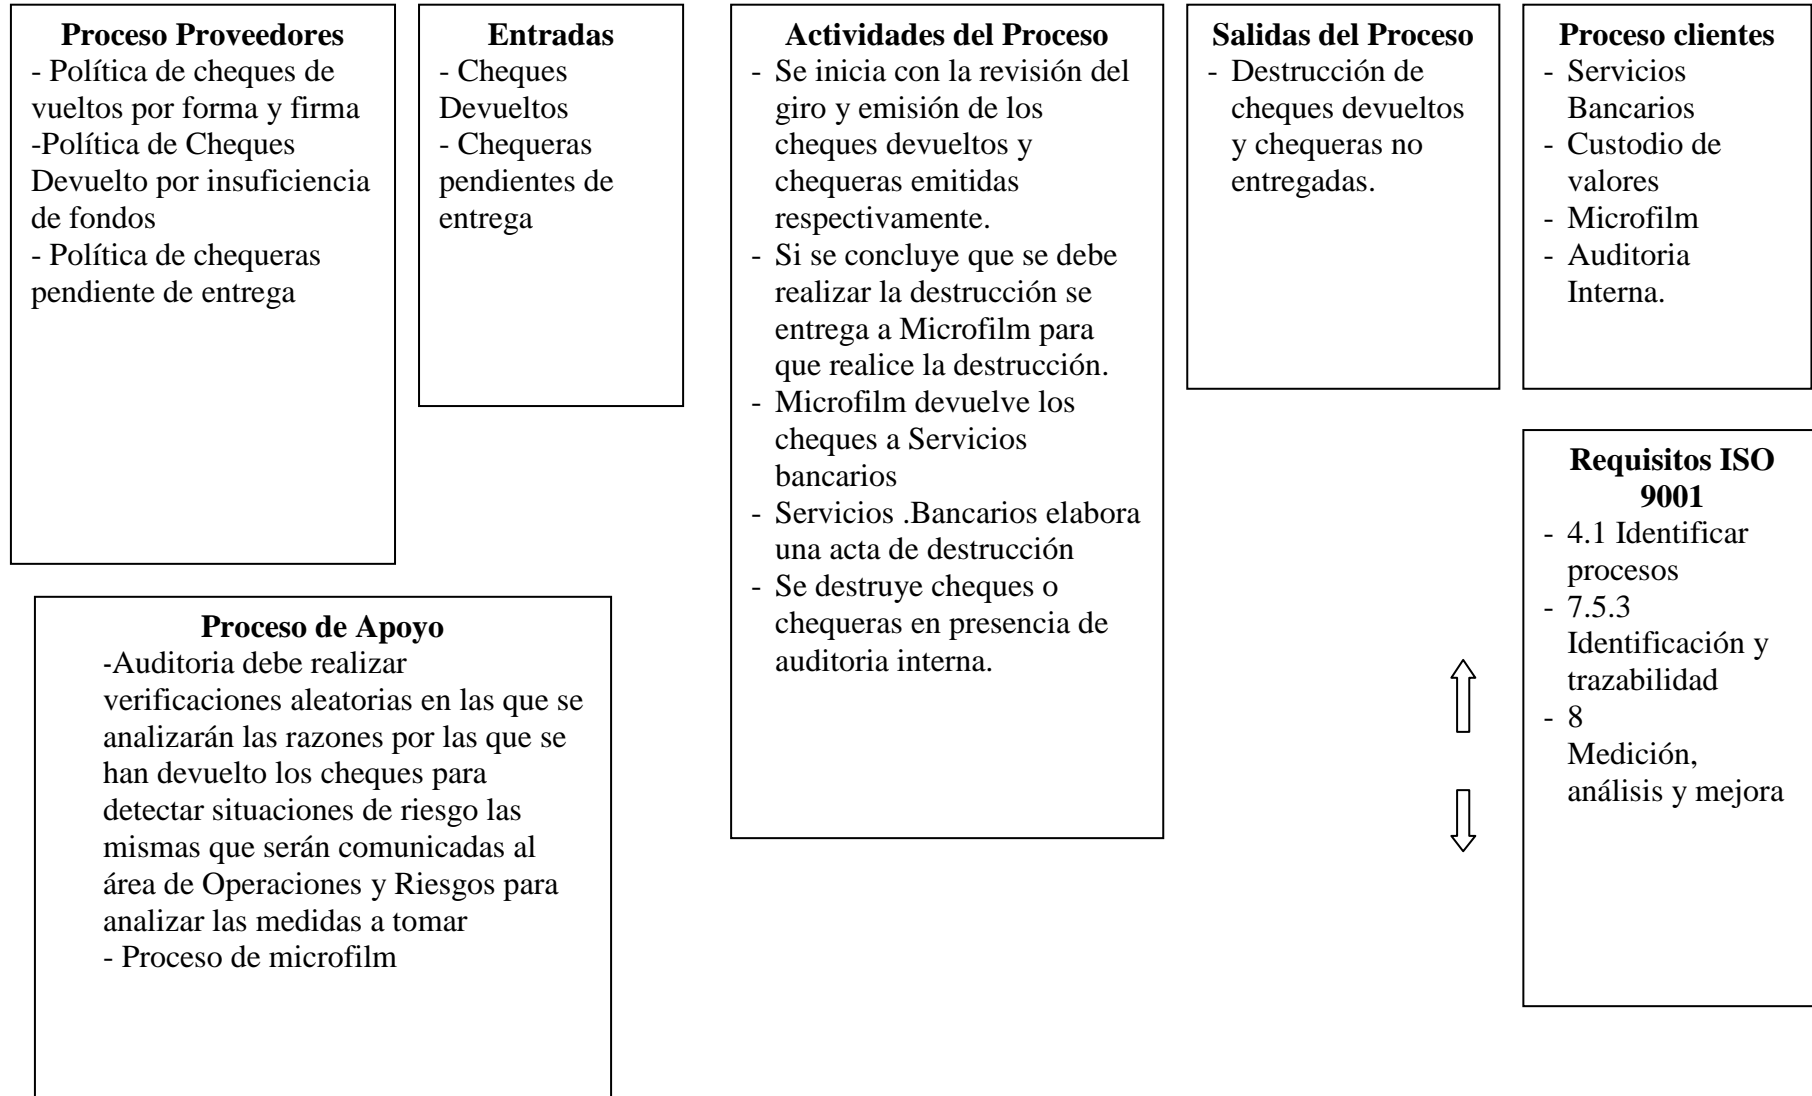 Proceso Proveedores
- Política de cheques de
vueltos por forma y firma
-Política de Cheques
Devuelto por insuficiencia
de fondos
- Política de chequeras
pendiente de entrega
Entradas
- Cheques
Devueltos
- Chequeras
pendientes de
entrega
Actividades del Proceso
- Se inicia con la revisión del
giro y emisión de los
cheques devueltos y
chequeras emitidas
respectivamente.
- Si se concluye que se debe
realizar la destrucción se
entrega a Microfilm para
que realice la destrucción.
- Microfilm devuelve los
cheques a Servicios
bancarios
- Servicios .Bancarios elabora
una acta de destrucción
- Se destruye cheques o
chequeras en presencia de
auditoria interna.
Salidas del Proceso
- Destrucción de
cheques devueltos
y chequeras no
entregadas.
Proceso clientes
- Servicios
Bancarios
- Custodio de
valores
- Microfilm
- Auditoria
Interna.
Requisitos ISO
9001
- 4.1 Identificar
procesos
- 7.5.3
Identificación y
trazabilidad
- 8
Medición,
análisis y mejora
Proceso de Apoyo
-Auditoria debe realizar
verificaciones aleatorias en las que se
analizarán las razones por las que se
han devuelto los cheques para
detectar situaciones de riesgo las
mismas que serán comunicadas al
área de Operaciones y Riesgos para
analizar las medidas a tomar
- Proceso de microfilm